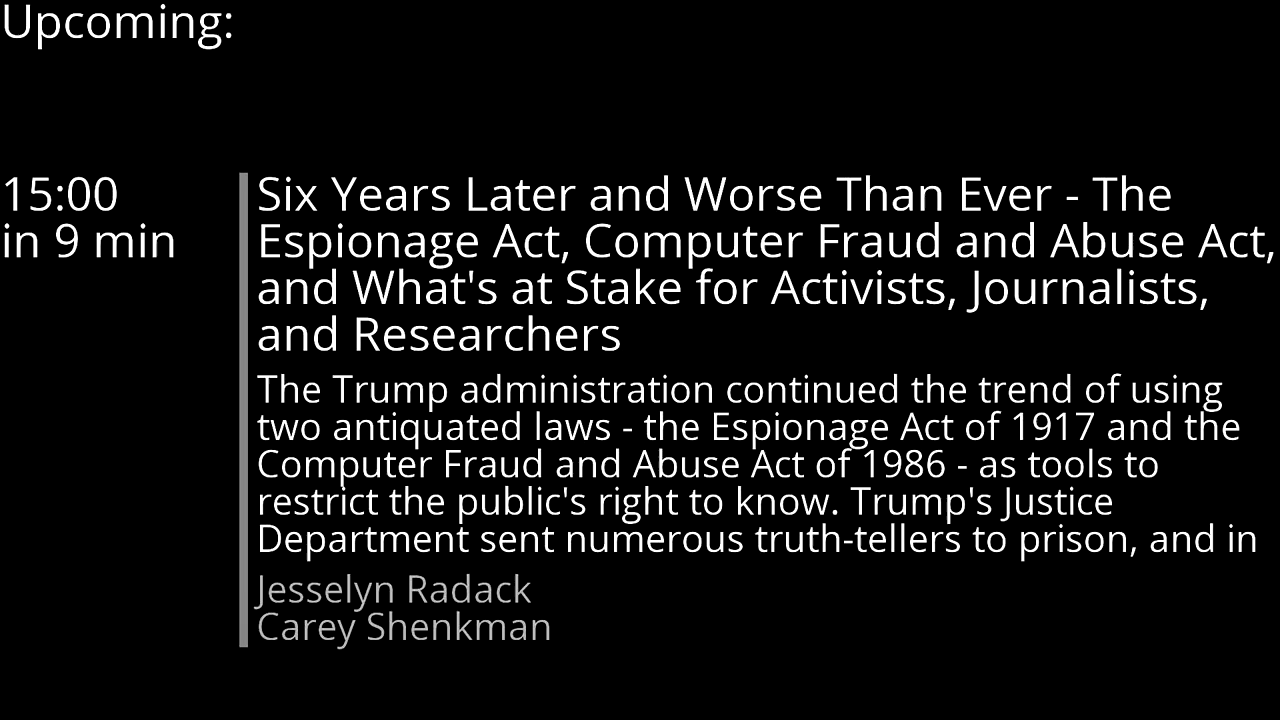 Upcoming:
15:00
in 9 min
Six Years Later and Worse Than Ever - The
Espionage Act, Computer Fraud and Abuse Act,
and What's at Stake for Activists, Journalists,
and Researchers
The Trump administration continued the trend of using
two antiquated laws - the Espionage Act of 1917 and the
Computer Fraud and Abuse Act of 1986 - as tools to
restrict the public's right to know. Trump's Justice
Department sent numerous truth-tellers to prison, and in
Jesselyn Radack
Carey Shenkman